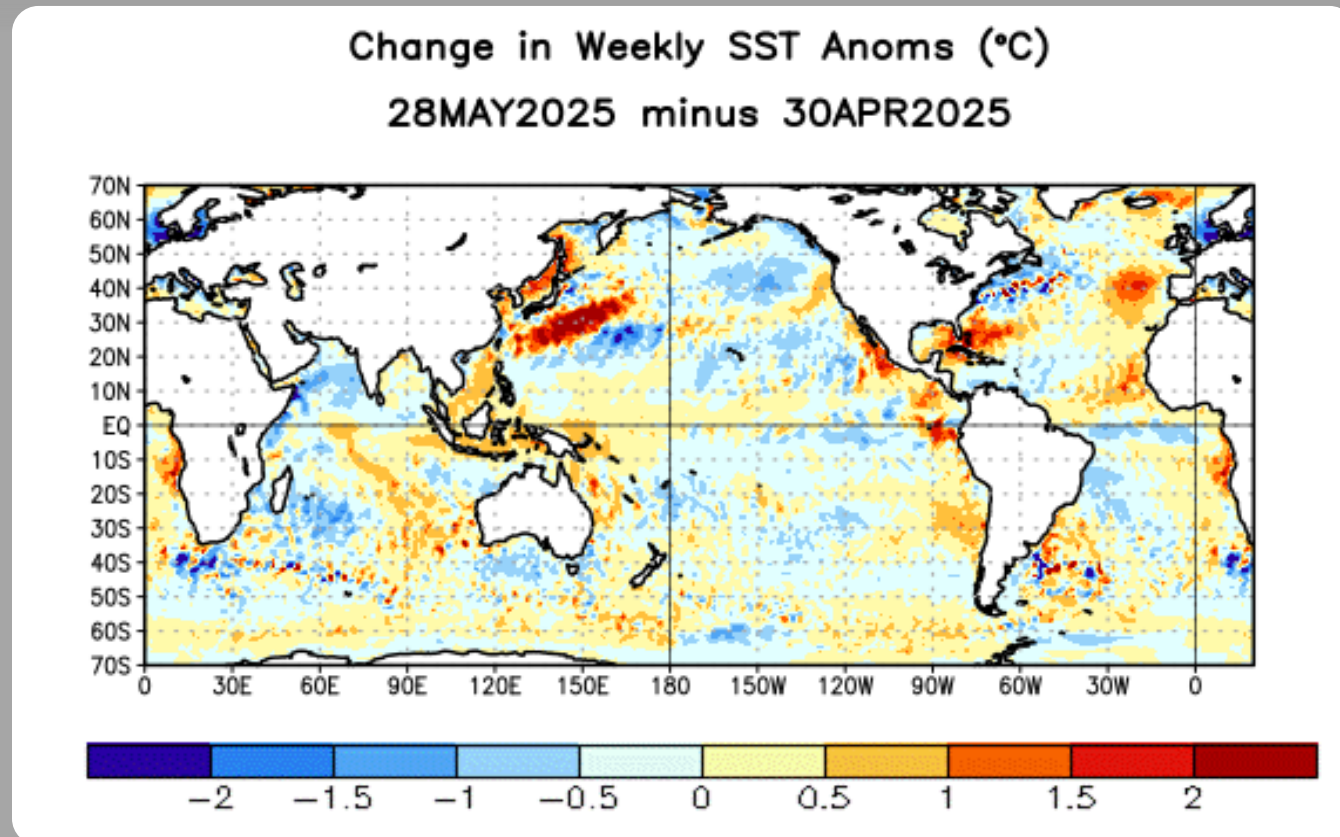 Change in Weekly SST Anoms (°C)
28MAY2025 minus 30APR2025
70N
60N
50N
40N
30N
20N
10N
EQ
10S
20S
30S
40S
50S
60S
70S
0 30E 60E 90E 120E 150E 180 150W 120W 90W 60W 30W 0
−2 −1.5 −1 −0.5 0 0.5 1 1.5 2